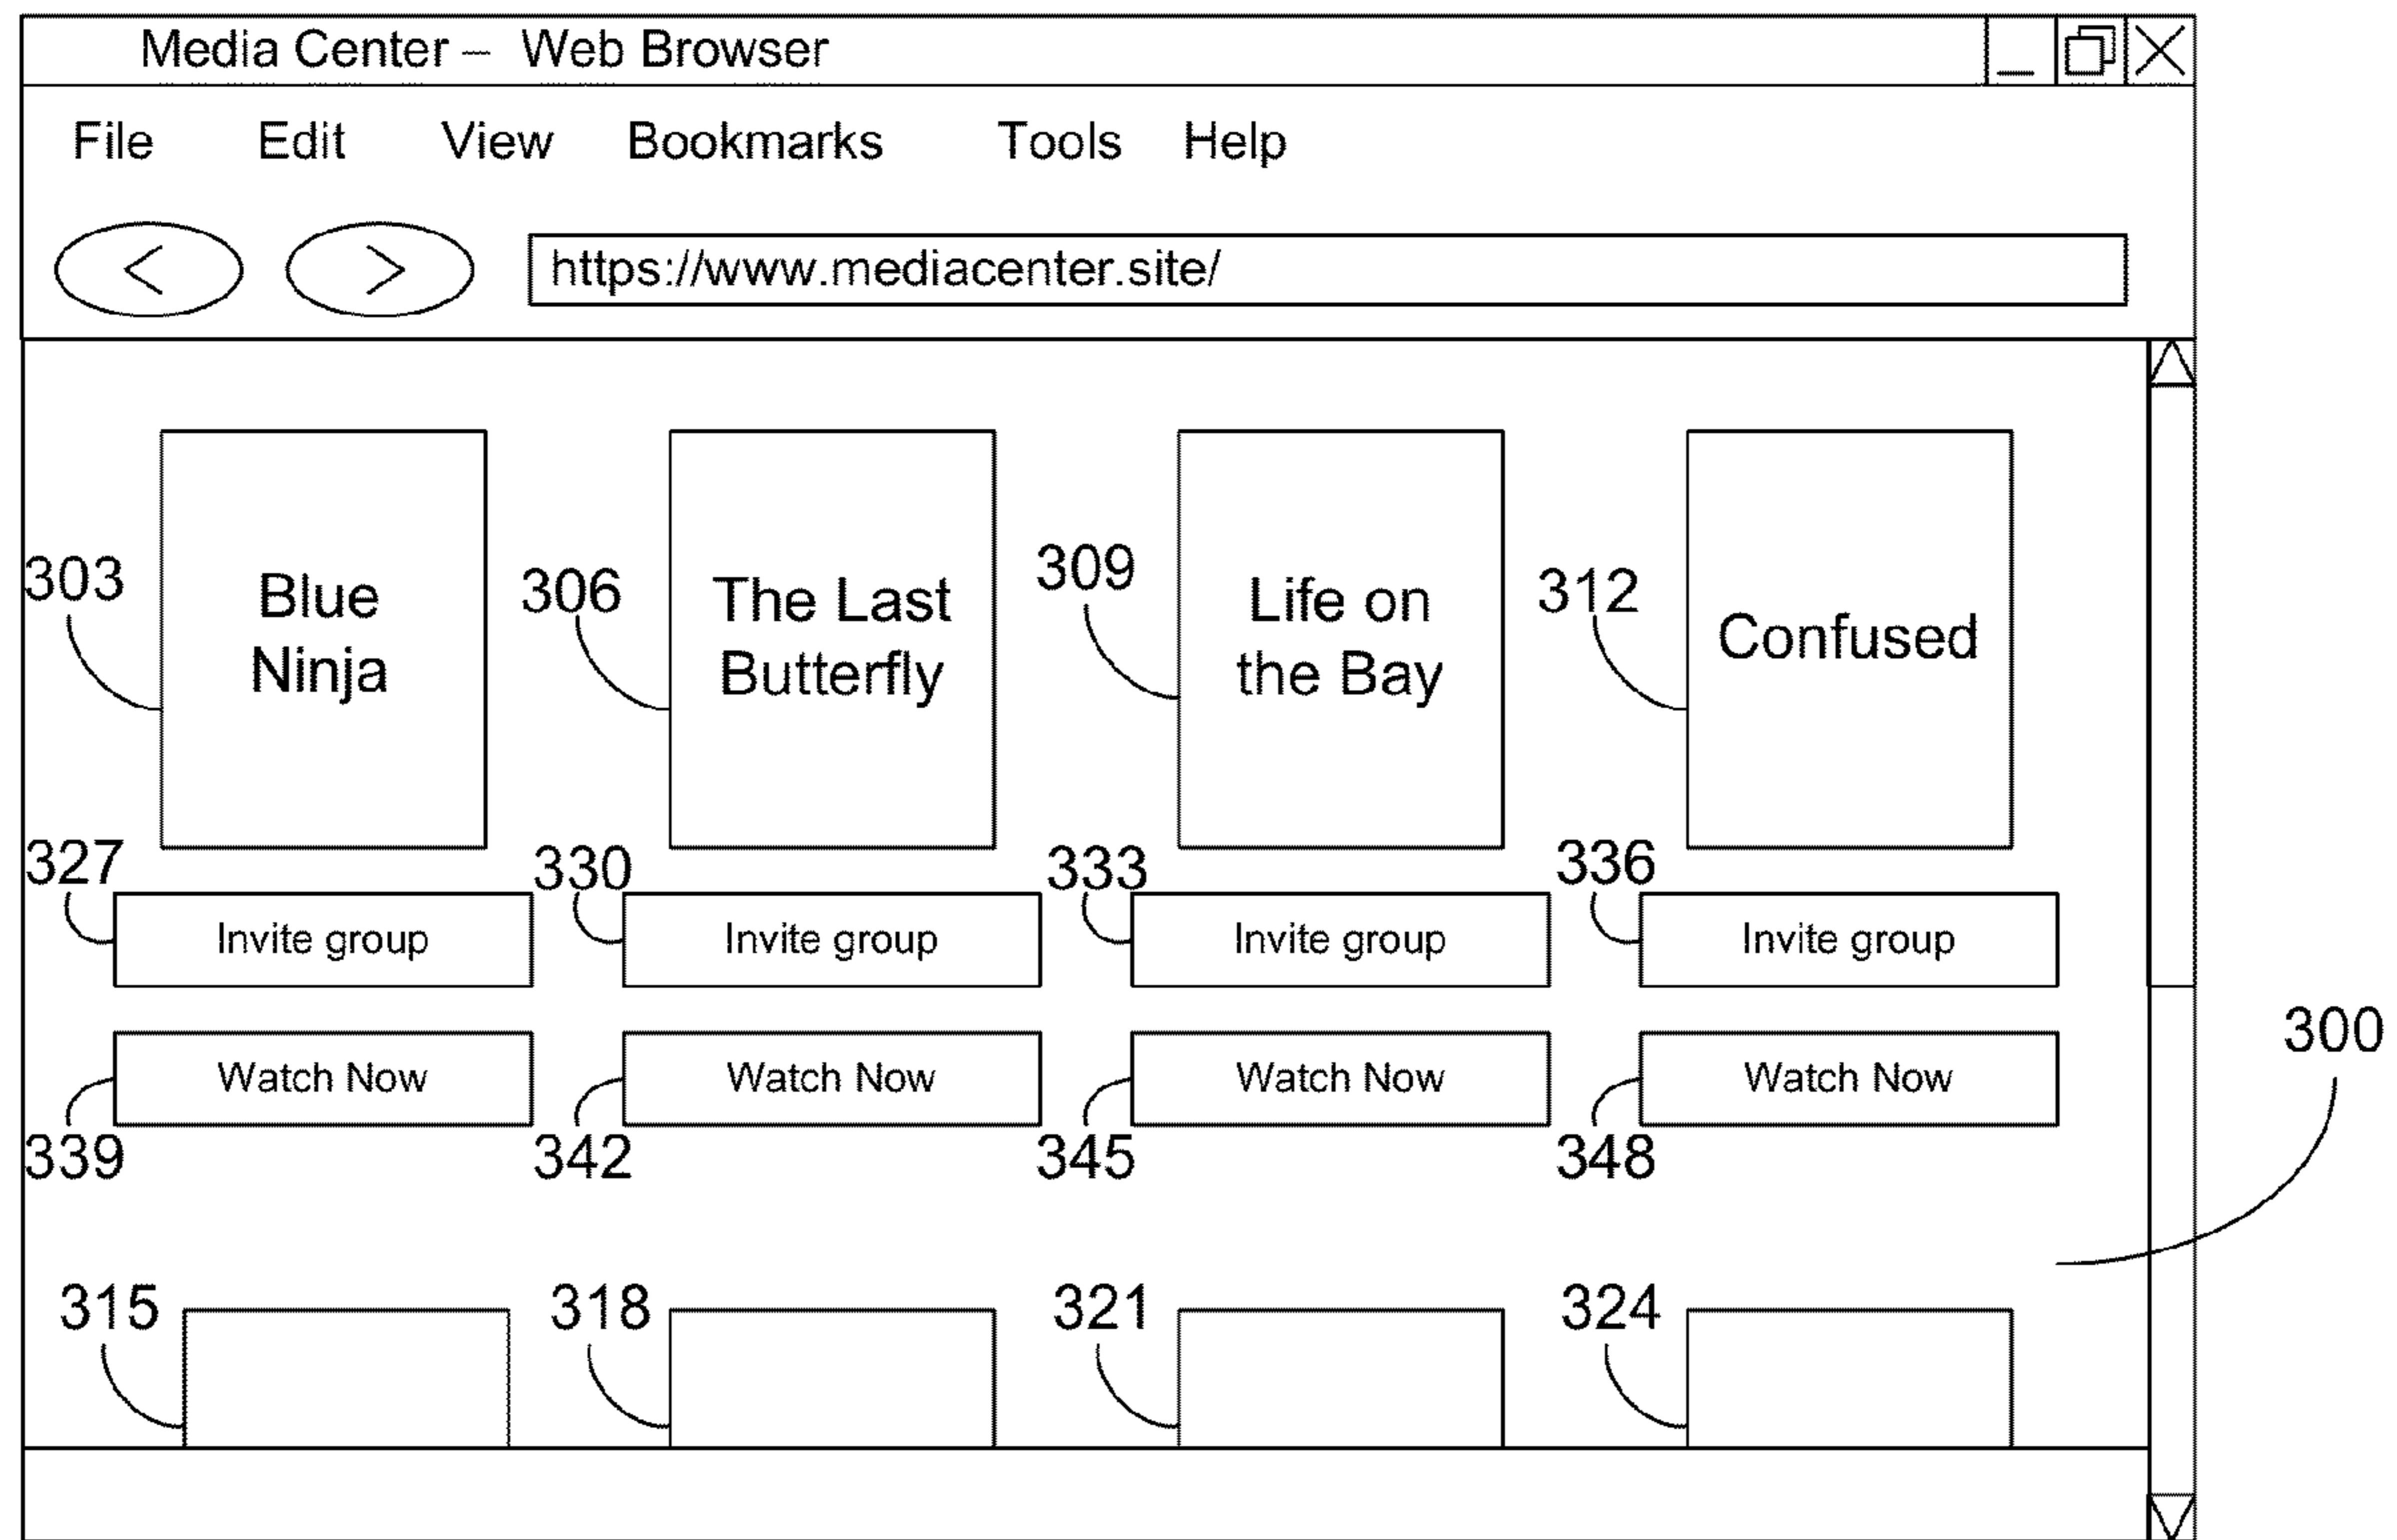 Media Center – Web Browser
File Edit View Bookmarks Tools Help
< > https://www.mediacenter.site/
303 Blue Ninja
306 The Last Butterfly
309 Life on the Bay
312 Confused
327 330 333 336
Invite group Invite group Invite group Invite group
300
Watch Now Watch Now Watch Now Watch Now
339 342 345 348
315 318 321 324